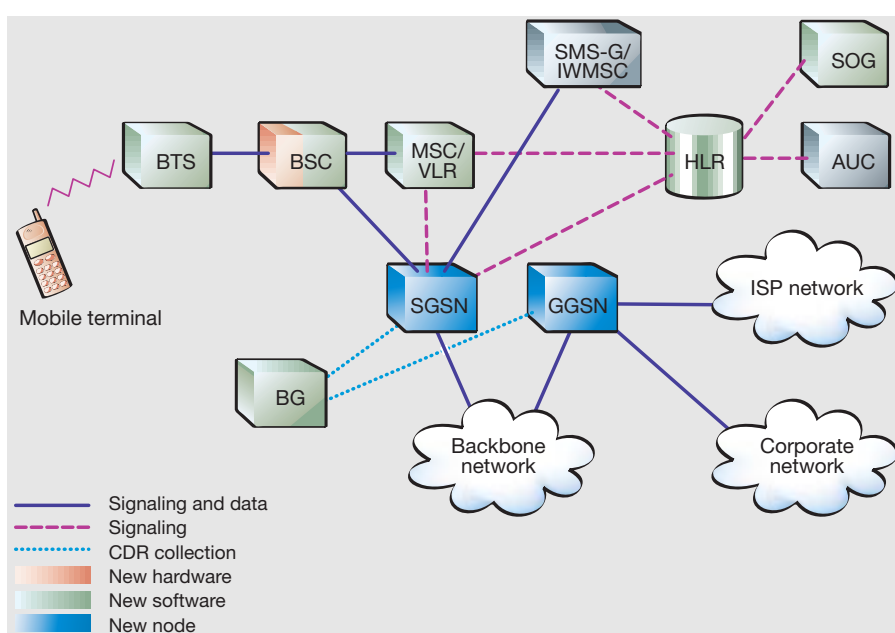 SMS-G/
IWMSC
SOG
BTS
BSC
MSC/
VLR
HLR
AUC
Mobile terminal
SGSN
GGSN
ISP network
BG
Backbone
network
Corporate
network
Signaling and data
Signaling
CDR collection
New hardware
New software
New node